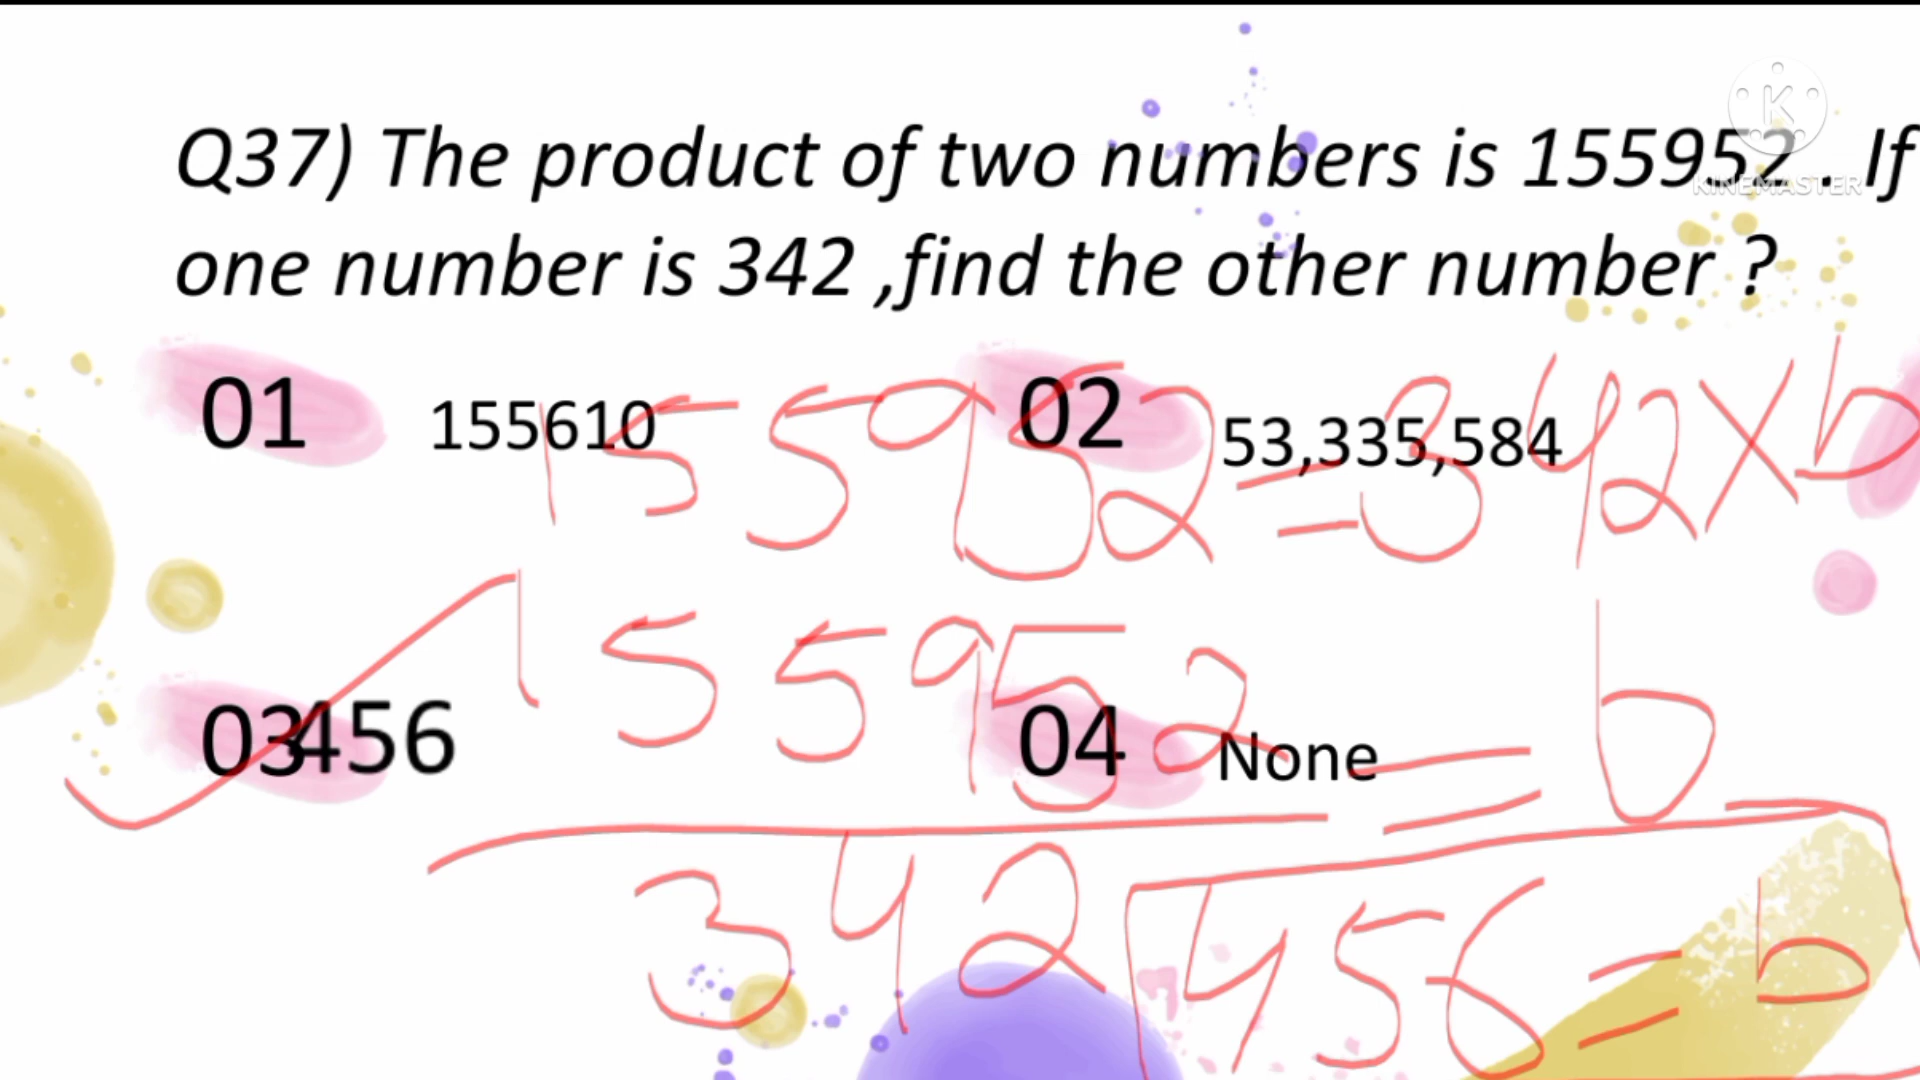 Q37) The product of two numbers is 155952 . If
one number is 342 ,find the other number ?
01 155610 02 53,335,584
155952 = 342 × b
03 456 04 None
155952 = b
342
456 = b
K
KINEMASTER